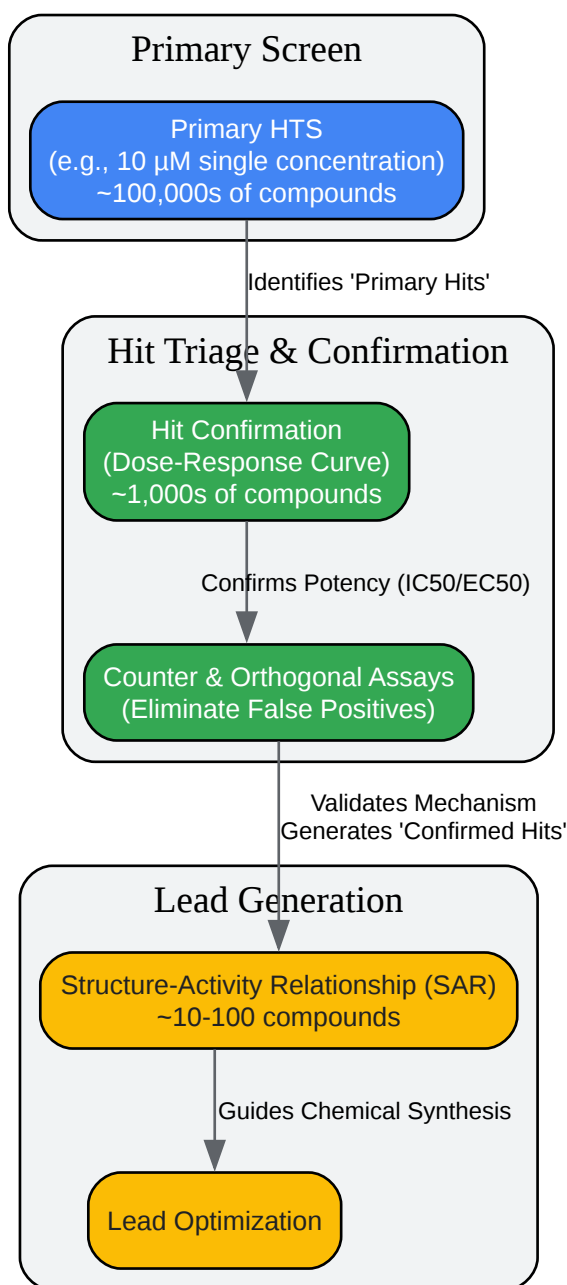 Primary Screen
Primary HTS
(e.g., 10 µM single concentration)
~100,000s of compounds
Identifies 'Primary Hits'
Hit Triage & Confirmation
Hit Confirmation
(Dose-Response Curve)
~1,000s of compounds
Confirms Potency (IC50/EC50)
Counter & Orthogonal Assays
(Eliminate False Positives)
Validates Mechanism
Generates 'Confirmed Hits'
Lead Generation
Structure-Activity Relationship (SAR)
~10-100 compounds
Guides Chemical Synthesis
Lead Optimization